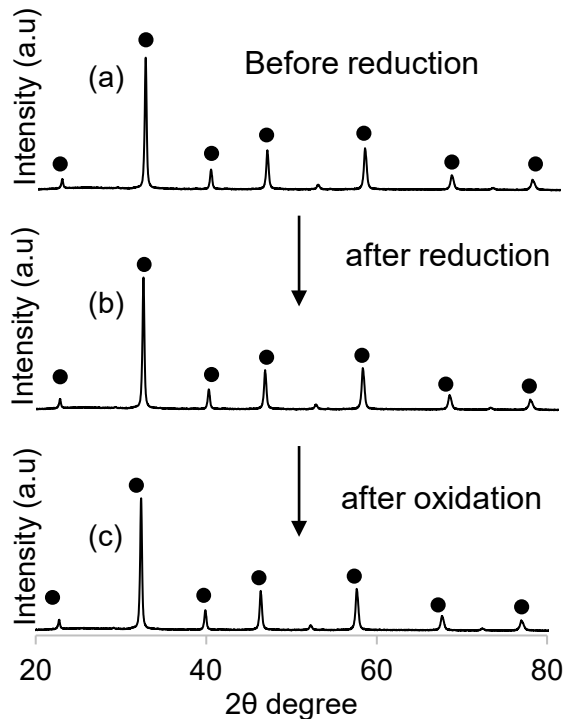 Intensity (a.u)
(a)
Before reduction
after reduction
Intensity (a.u)
(b)
after oxidation
Intensity (a.u)
(c)
20 40 60 80
2θ degree